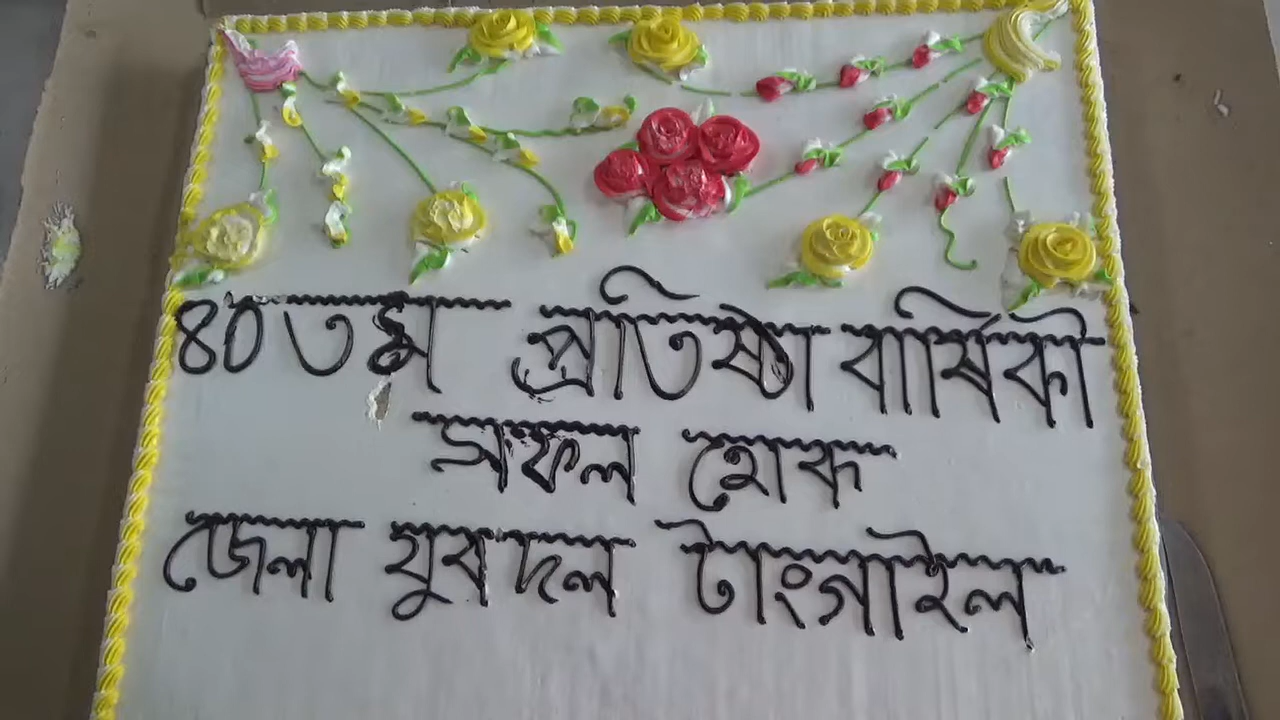 ৪০তম প্রতিষ্ঠা বার্ষিকী
সফল হোক
জেলা যুবদল টাংগাইল